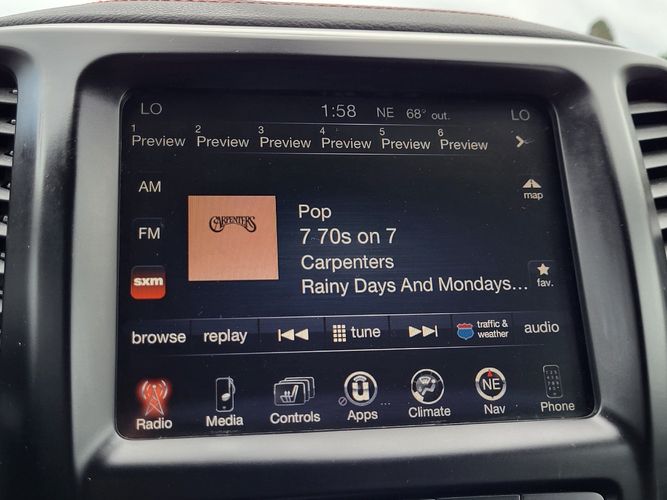 LO 1:58 NE 68° out. LO
1 2 3 4 5 6
Preview Preview Preview Preview Preview Preview
AM
map
FM
sxm
CARPENTERS
Pop
7 70s on 7
Carpenters
Rainy Days And Mondays...
fav.
browse replay tune traffic & weather audio
Radio Media Controls Apps ... Climate NE Nav Phone